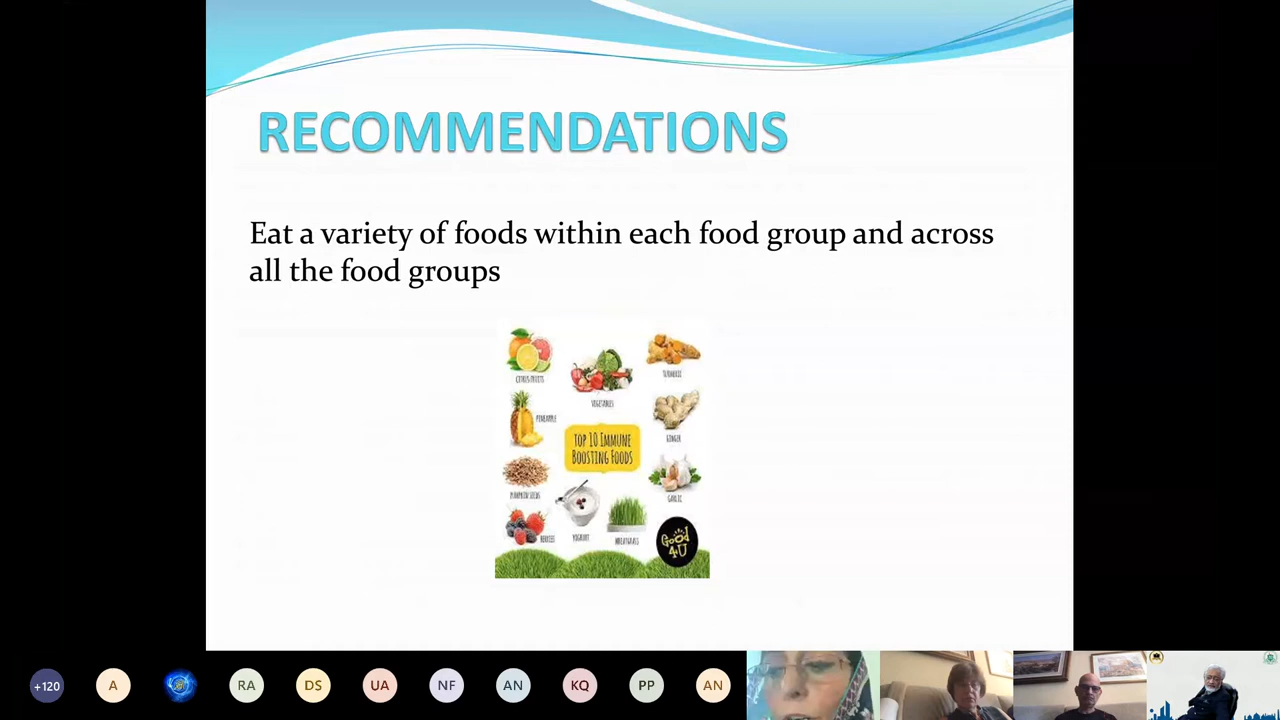 RECOMMENDATIONS
Eat a variety of foods within each food group and across
all the food groups
CITRUS FRUITS
VEGETABLES
TURMERIC
PINEAPPLE
GINGER
TOP 10 IMMUNE
BOOSTING FOODS
PUMPKIN SEEDS
GARLIC
BERRIES
YOGHURT
WHEATGRASS
GOOD
4U
+120
A
RA
DS
UA
NF
AN
KQ
PP
AN